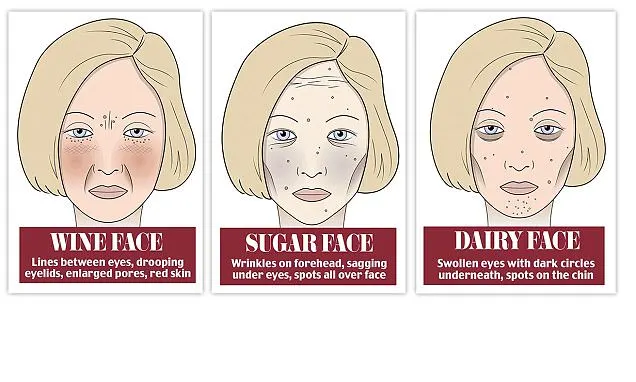 WINE FACE
Lines between eyes, drooping
eyelids, enlarged pores, red skin
SUGAR FACE
Wrinkles on forehead, sagging
under eyes, spots all over face
DAIRY FACE
Swollen eyes with dark circles
underneath, spots on the chin